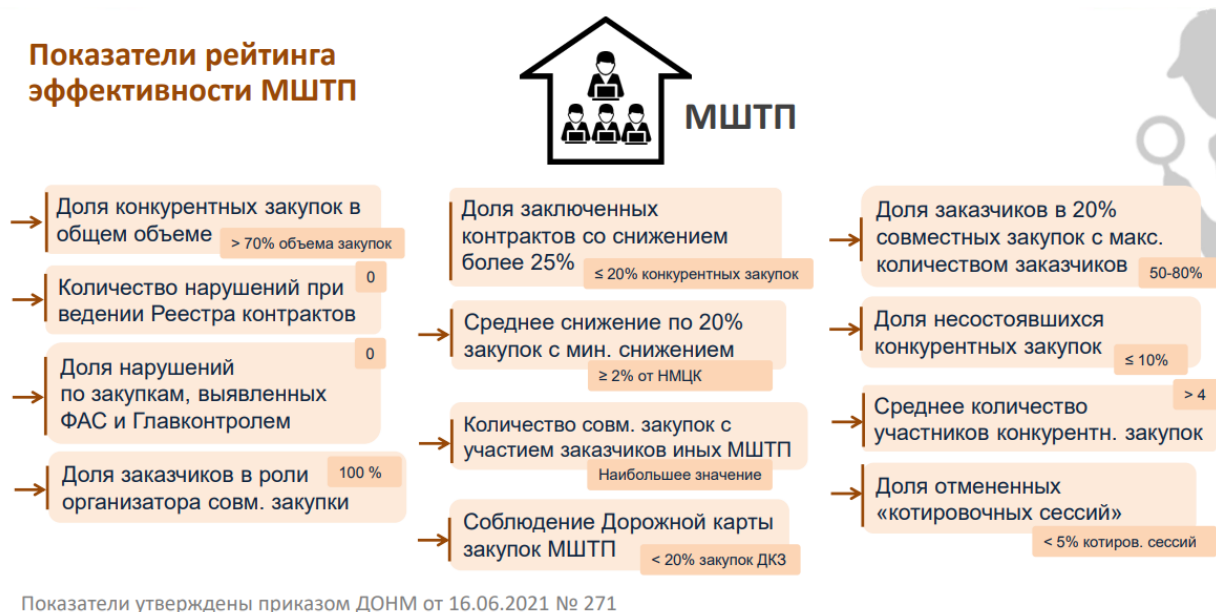 Показатели рейтинга
эффективности МШТП
МШТП
Доля конкурентных закупок в
общем объеме
> 70% объема закупок
Количество нарушений при
ведении Реестра контрактов
0
Доля нарушений
по закупкам, выявленных
ФАС и Главконтролем
0
Доля заказчиков в роли
организатора совм. закупки
100 %
Доля заключенных
контрактов со снижением
более 25%
≤ 20% конкурентных закупок
Среднее снижение по 20%
закупок с мин. снижением
≥ 2% от НМЦК
Количество совм. закупок с
участием заказчиков иных МШТП
Наибольшее значение
Соблюдение Дорожной карты
закупок МШТП
< 20% закупок ДКЗ
Доля заказчиков в 20%
совместных закупок с макс.
количеством заказчиков
50-80%
Доля несостоявшихся
конкурентных закупок
≤ 10%
Среднее количество
участников конкурентн. закупок
> 4
Доля отмененных
«котировочных сессий»
< 5% котиров. сессий
Показатели утверждены приказом ДОНМ от 16.06.2021 № 271